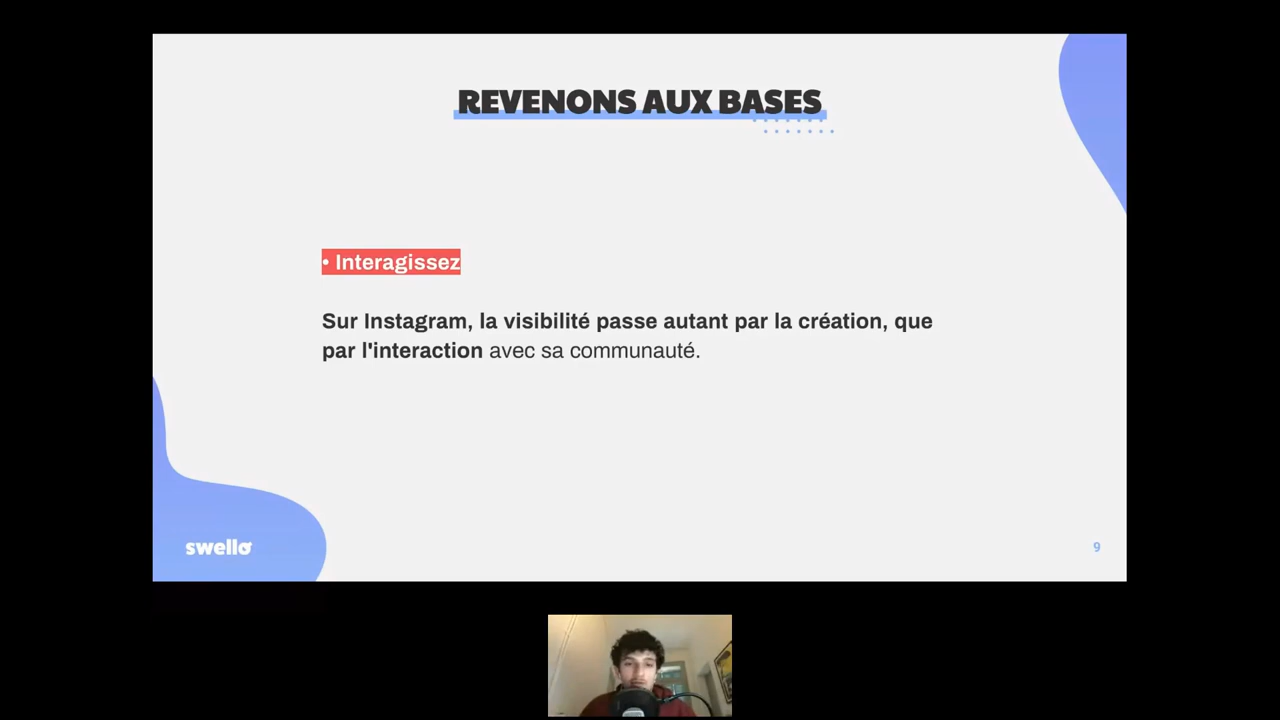 REVENONS AUX BASES
• Interagissez
Sur Instagram, la visibilité passe autant par la création, que
par l'interaction avec sa communauté.
swello
9